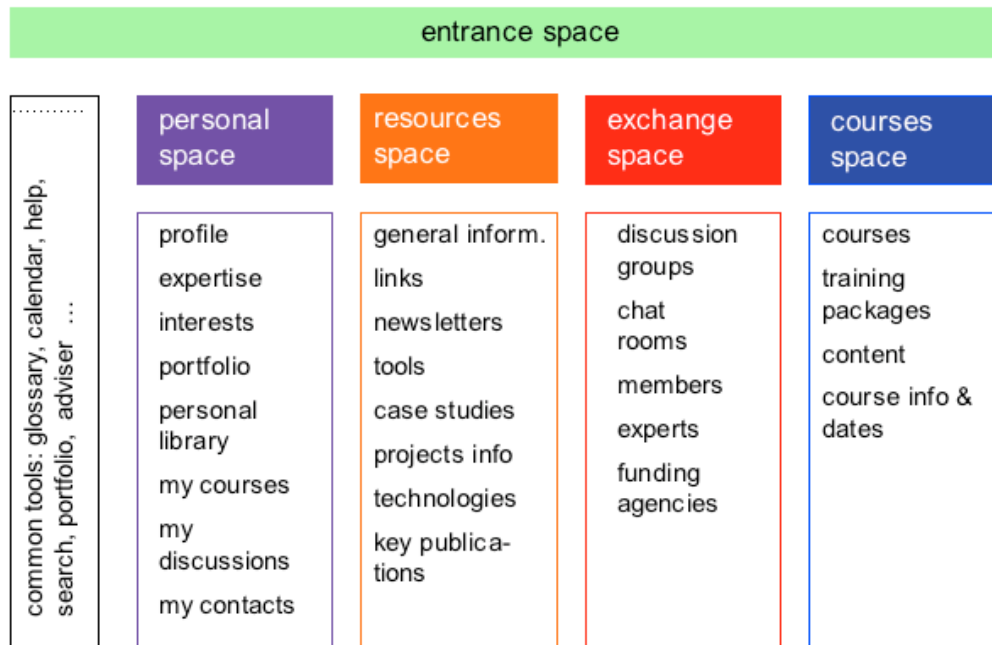 entrance space
common tools: glossary, calendar, help,
search, portfolio, adviser ...
personal
space
profile
expertise
interests
portfolio
personal
library
my courses
my
discussions
my contacts
resources
space
general inform.
links
newsletters
tools
case studies
projects info
technologies
key publica-
tions
exchange
space
discussion
groups
chat
rooms
members
experts
funding
agencies
courses
space
courses
training
packages
content
course info &
dates